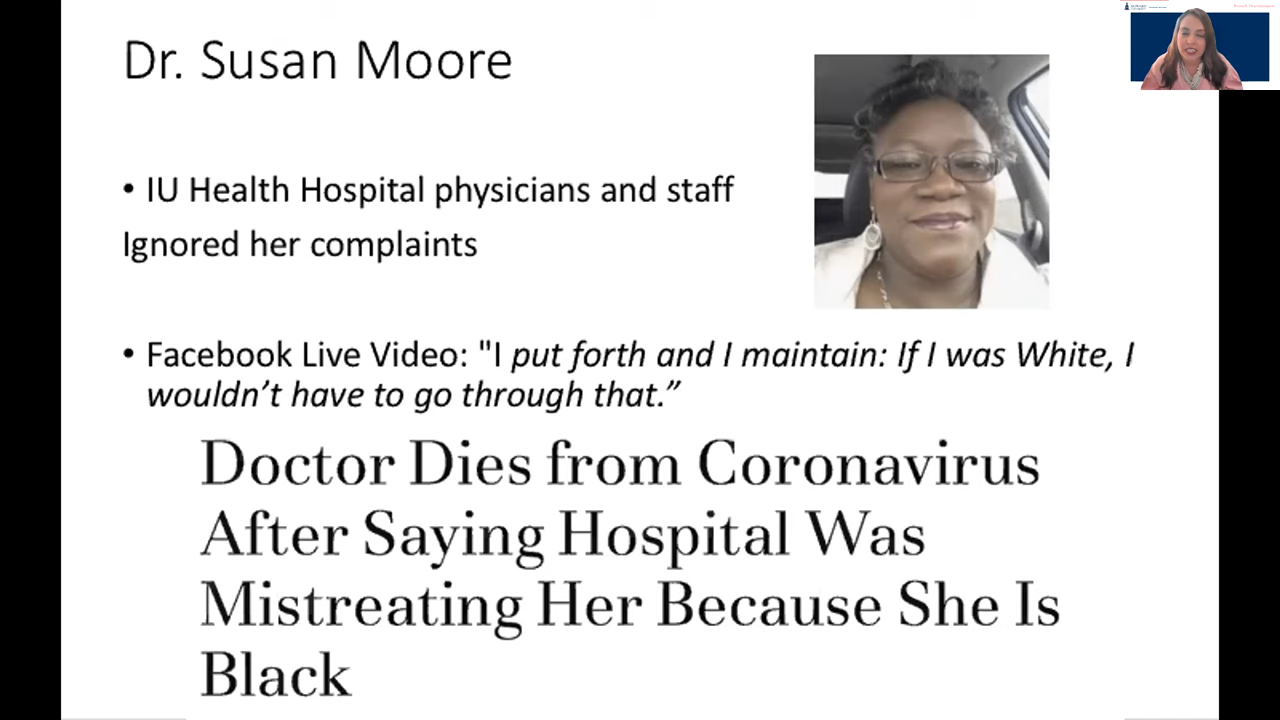 Dr. Susan Moore
• IU Health Hospital physicians and staff
Ignored her complaints
• Facebook Live Video: "I put forth and I maintain: If I was White, I
wouldn’t have to go through that.”
Doctor Dies from Coronavirus
After Saying Hospital Was
Mistreating Her Because She Is
Black